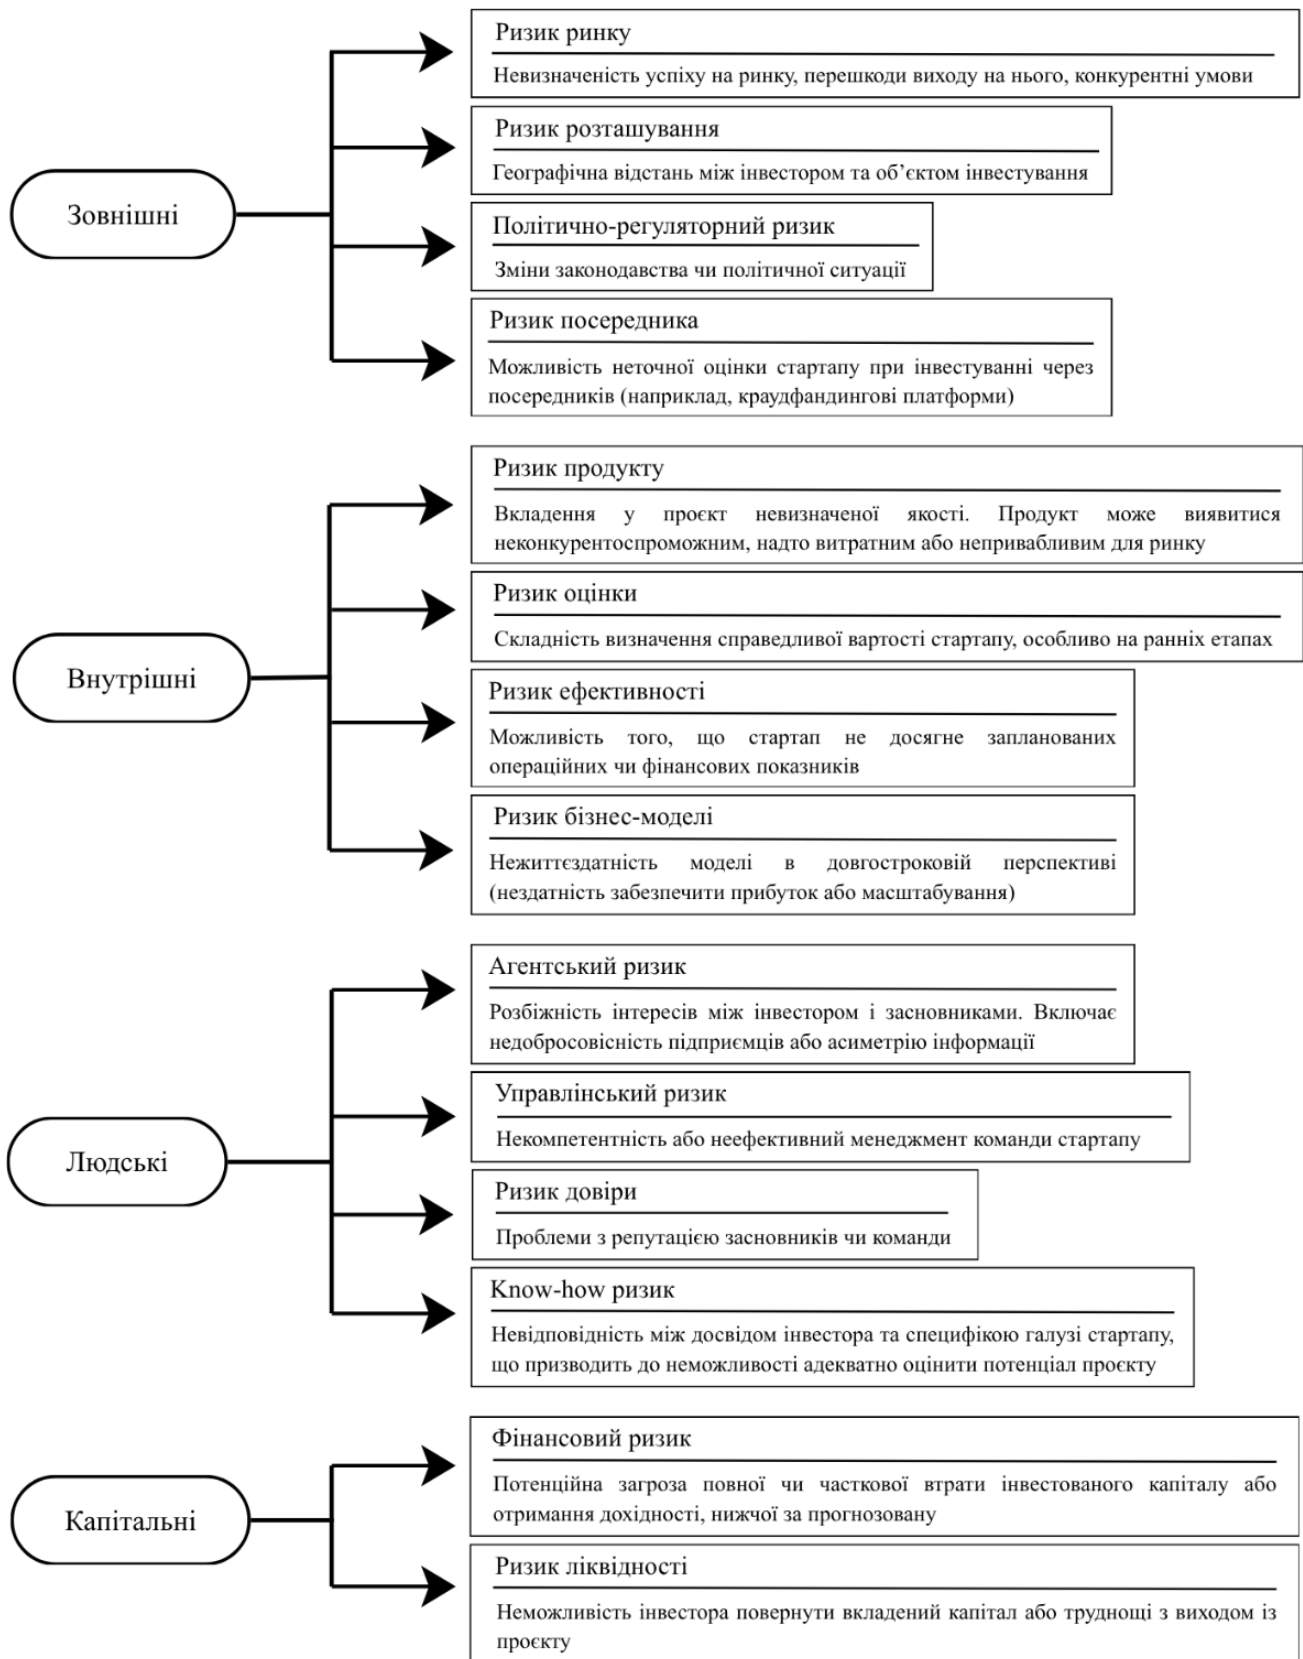 Зовнішні
Ризик ринку
Невизначеність успіху на ринку, перешкоди виходу на нього, конкурентні умови
Ризик розташування
Географічна відстань між інвестором та об’єктом інвестування
Політично-регуляторний ризик
Зміни законодавства чи політичної ситуації
Ризик посередника
Можливість неточної оцінки стартапу при інвестуванні через
посередників (наприклад, краудфандингові платформи)
Внутрішні
Ризик продукту
Вкладення у проєкт невизначеної якості. Продукт може виявитися
неконкурентоспроможним, надто витратним або непривабливим для ринку
Ризик оцінки
Складність визначення справедливої вартості стартапу, особливо на ранніх етапах
Ризик ефективності
Можливість того, що стартап не досягне запланованих
операційних чи фінансових показників
Ризик бізнес-моделі
Нежиттєздатність моделі в довгостроковій перспективі
(нездатність забезпечити прибуток або масштабування)
Людські
Агентський ризик
Розбіжність інтересів між інвестором і засновниками. Включає
недобросовісність підприємців або асиметрію інформації
Управлінський ризик
Некомпетентність або неефективний менеджмент команди стартапу
Ризик довіри
Проблеми з репутацією засновників чи команди
Know-how ризик
Невідповідність між досвідом інвестора та специфікою галузі стартапу,
що призводить до неможливості адекватно оцінити потенціал проєкту
Капітальні
Фінансовий ризик
Потенційна загроза повної чи часткової втрати інвестованого капіталу або
отримання дохідності, нижчої за прогнозовану
Ризик ліквідності
Неможливість інвестора повернути вкладений капітал або труднощі з виходом із
проєкту